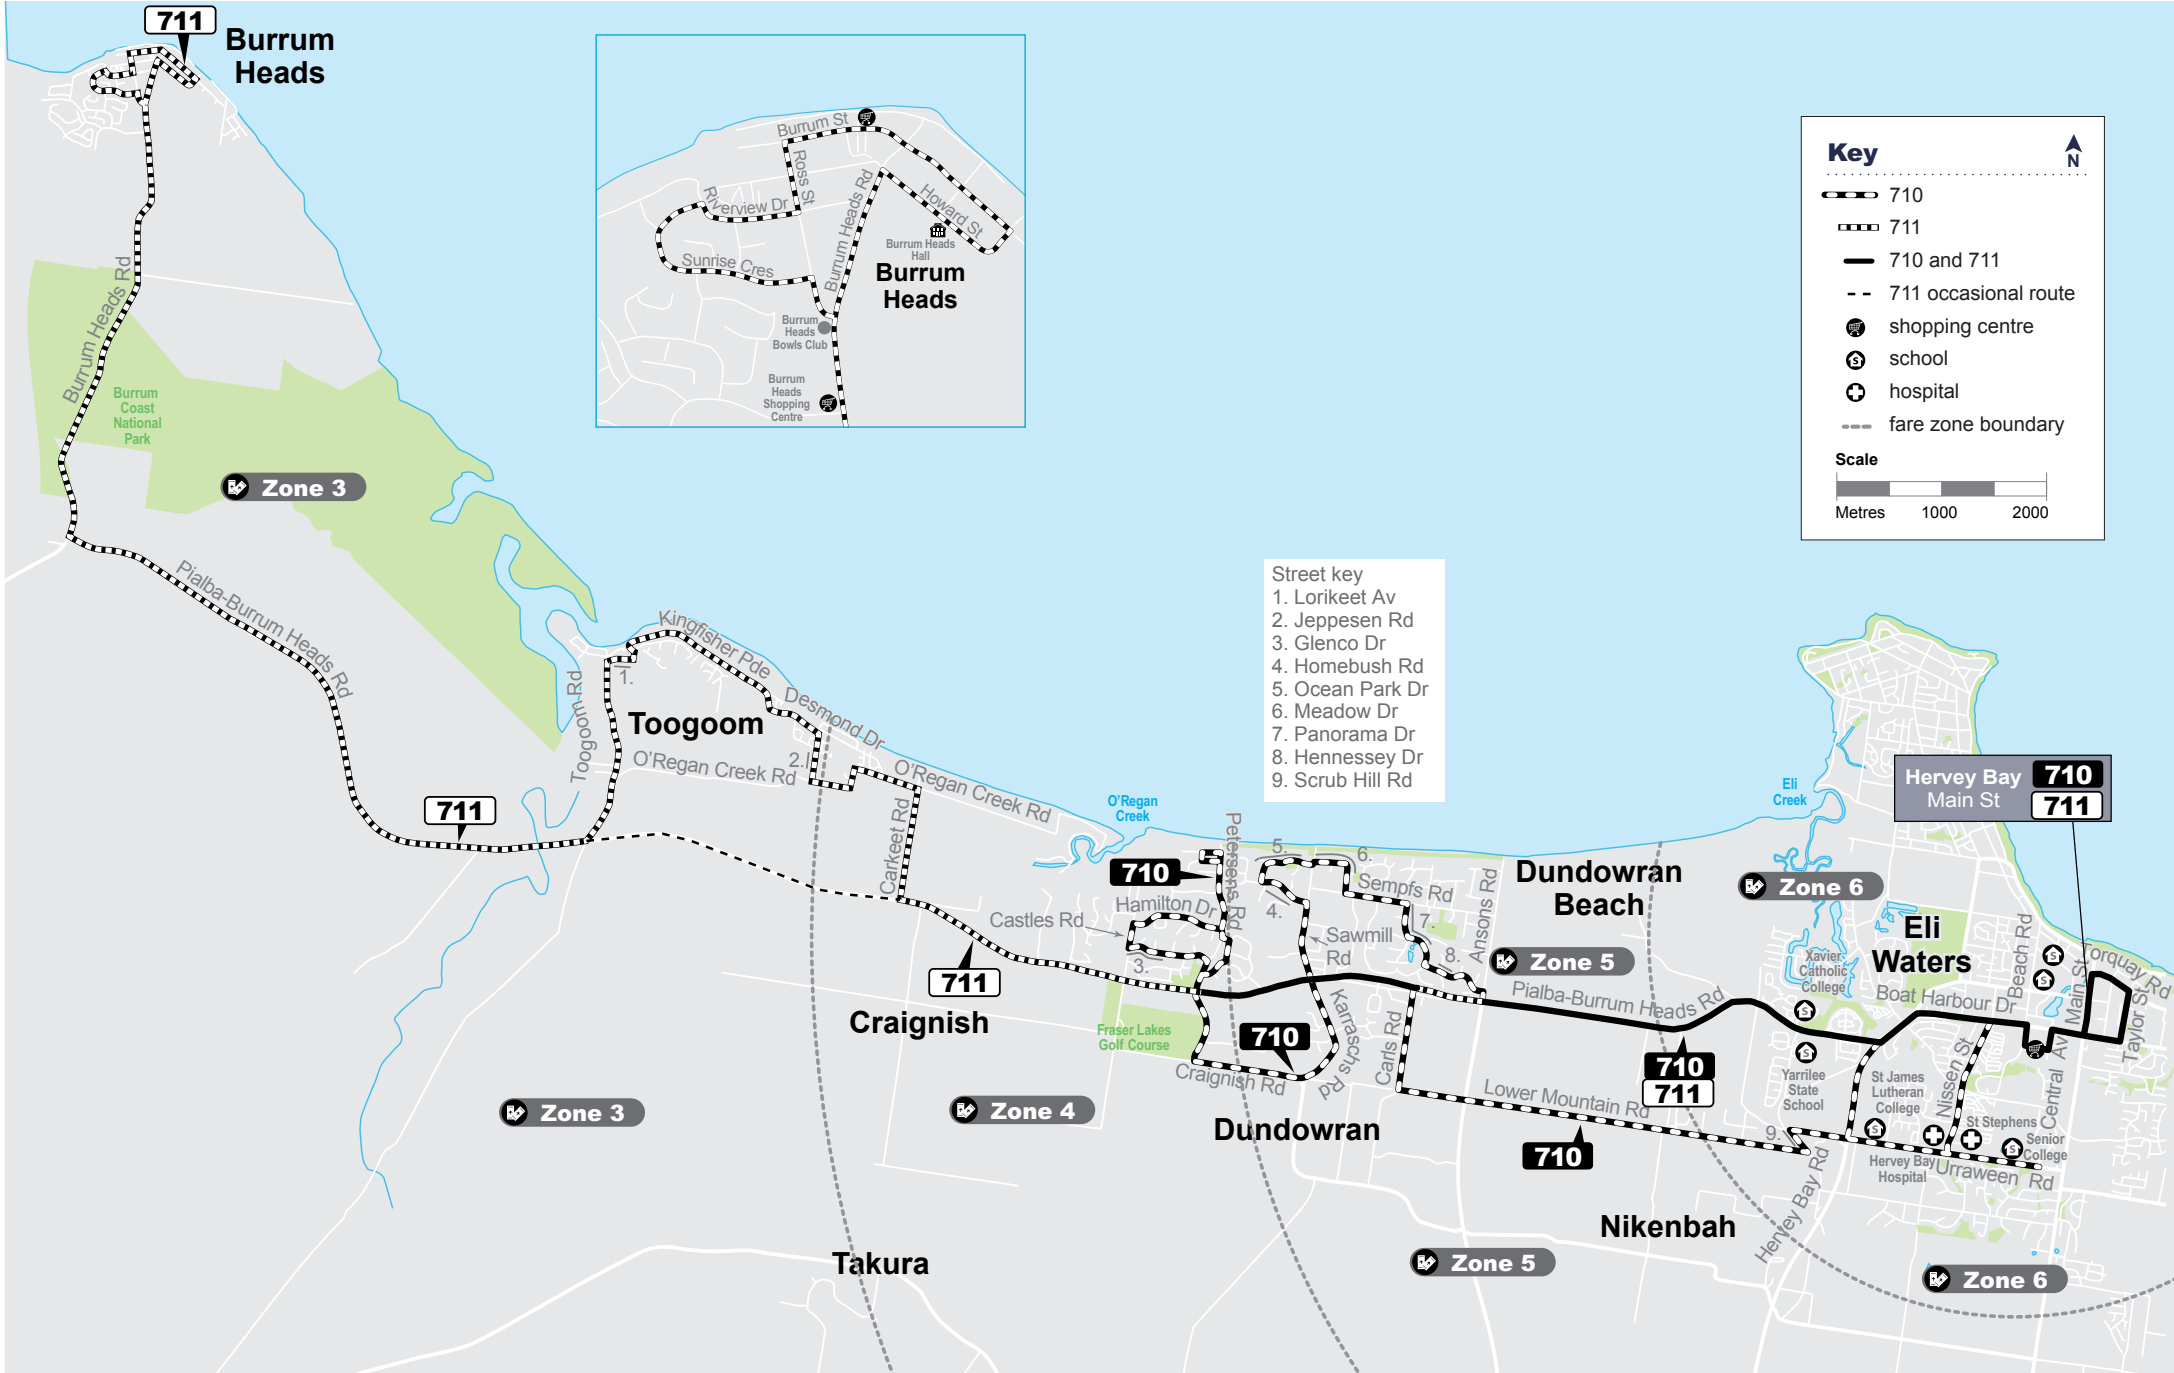 711
Burrum
Heads
Burrum St
Ross St
Riverview Dr
Burrum Heads Rd
Howard St
Burrum Heads
Hall
Sunrise Cres
Burrum
Heads
Burrum
Heads
Bowls Club
Burrum
Heads
Shopping
Centre
Key
N
710
711
710 and 711
711 occasional route
shopping centre
school
hospital
fare zone boundary
Scale
Metres 1000 2000
Burrum Heads Rd
Burrum
Coast
National
Park
Zone 3
Pialba-Burrum Heads Rd
Street key
1. Lorikeet Av
2. Jeppesen Rd
3. Glenco Dr
4. Homebush Rd
5. Ocean Park Dr
6. Meadow Dr
7. Panorama Dr
8. Hennessey Dr
9. Scrub Hill Rd
Kingfisher Pde
1.
Toogoom Rd
Toogoom
Desmond Dr
2.
O'Regan Creek Rd
O'Regan Creek Rd
711
Carkeet Rd
O'Regan
Creek
Petersens Rd
710
Hamilton Dr
Castles Rd
3.
4.
5.
6.
Sempfs Rd
7.
8.
Sawmill
Rd
Ansons Rd
Dundowran
Beach
Zone 5
Zone 6
Eli
Creek
Hervey Bay
Main St
710
711
Eli
Waters
Xavier
Catholic
College
Boat Harbour Dr
Beach Rd
Main St
Torquay Rd
Taylor St
711
Craignish
Fraser Lakes
Golf Course
710
Karraschs Rd
Craignish Rd
Carls Rd
Pialba-Burrum Heads Rd
710
711
Lower Mountain Rd
Yarrilee
State
School
St James
Lutheran
College
Nissen St
Central Av
St Stephens
Senior
College
9.
Hervey Bay
Hospital
Urraween Rd
Hervey Bay Rd
Zone 3
Zone 4
Dundowran
710
Nikenbah
Takura
Zone 5
Zone 6